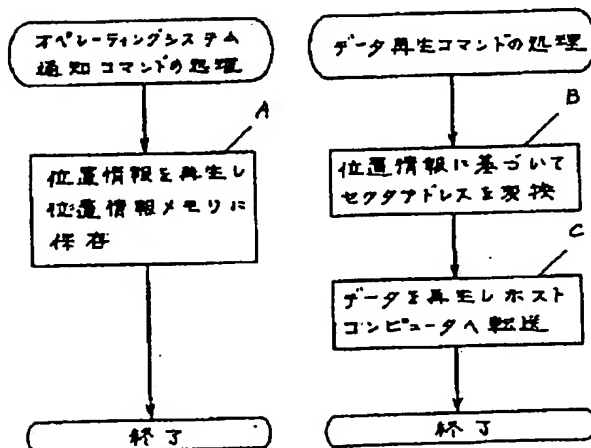 オペレーティングシステム
通知コマンドの処理
A
位置情報を再生し
位置情報メモリに
保存
終了
データ再生コマンドの処理
B
位置情報に基づいて
セクタアドレスを変換
C
データを再生しホスト
コンピュータへ転送
終了